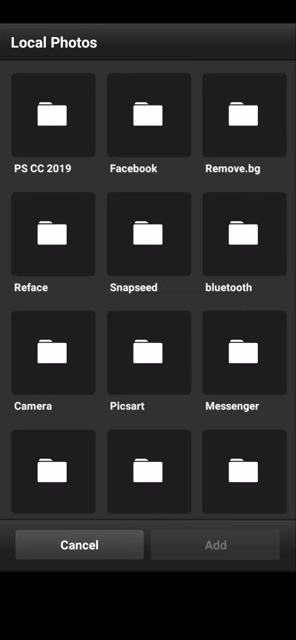 Local Photos
PS CC 2019
Facebook
Remove.bg
Reface
Snapseed
bluetooth
Camera
Picsart
Messenger
Cancel
Add